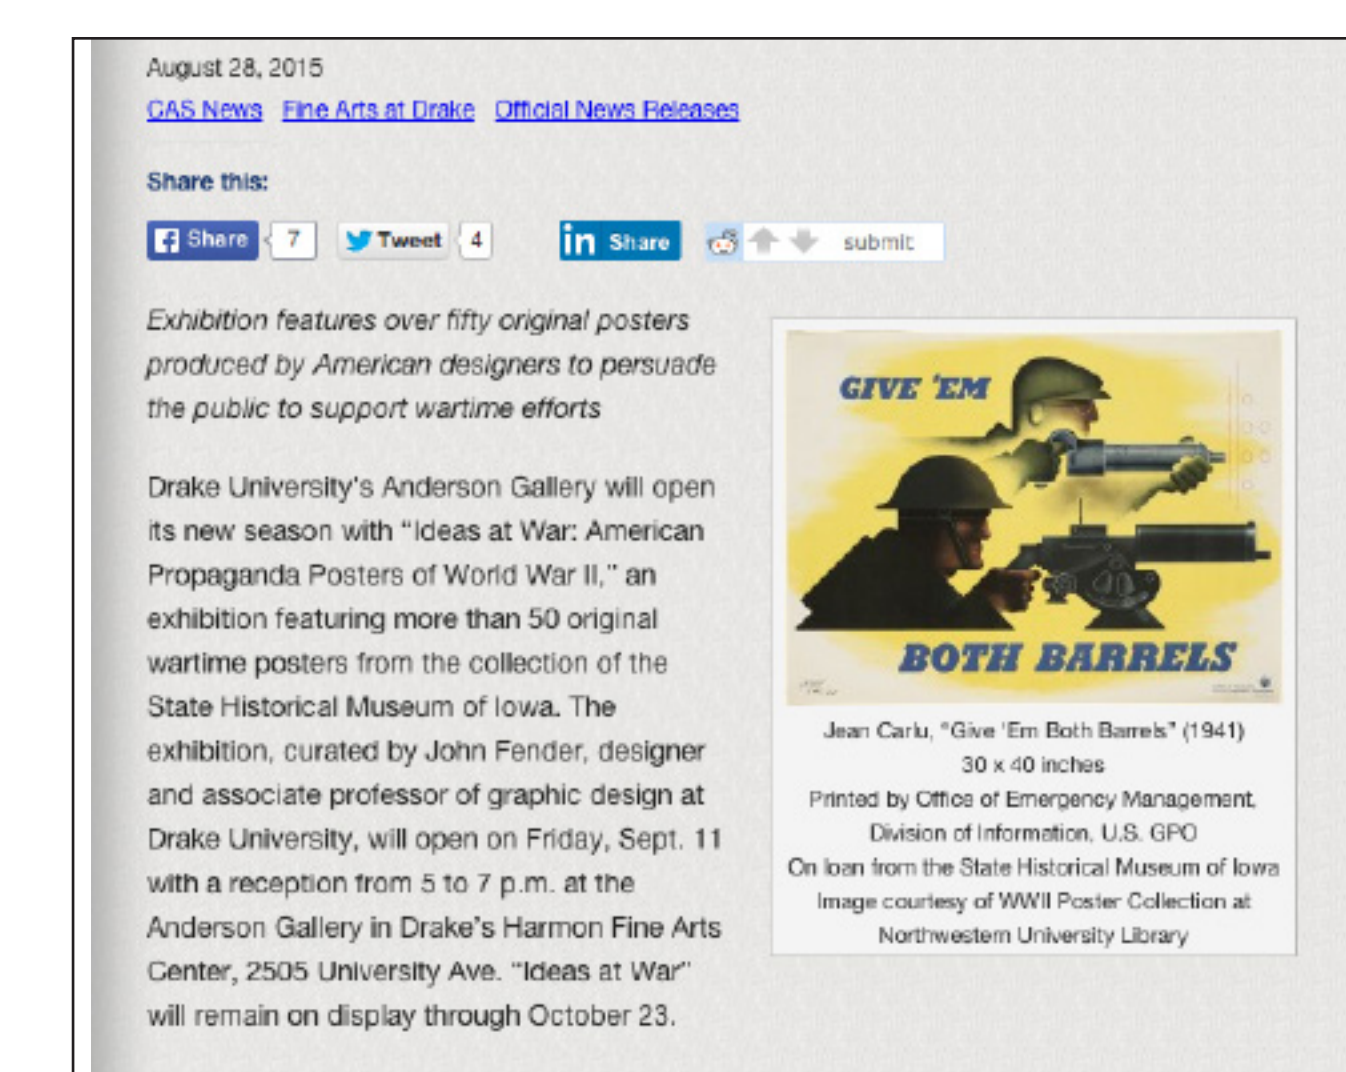 August 28, 2015
CAS News Fine Arts at Drake Official News Releases
Share this:
Share 7 Tweet 4 in Share submit
Exhibition features over fifty original posters
produced by American designers to persuade
the public to support wartime efforts
Drake University's Anderson Gallery will open
its new season with “Ideas at War: American
Propaganda Posters of World War II,” an
exhibition featuring more than 50 original
wartime posters from the collection of the
State Historical Museum of Iowa. The
exhibition, curated by John Fender, designer
and associate professor of graphic design at
Drake University, will open on Friday, Sept. 11
with a reception from 5 to 7 p.m. at the
Anderson Gallery in Drake’s Harmon Fine Arts
Center, 2505 University Ave. “Ideas at War”
will remain on display through October 23.
GIVE 'EM
BOTH BARRELS
Jean Carlu, “Give 'Em Both Barrels” (1941)
30 x 40 inches
Printed by Office of Emergency Management,
Division of Information, U.S. GPO
On loan from the State Historical Museum of Iowa
Image courtesy of WWII Poster Collection at
Northwestern University Library